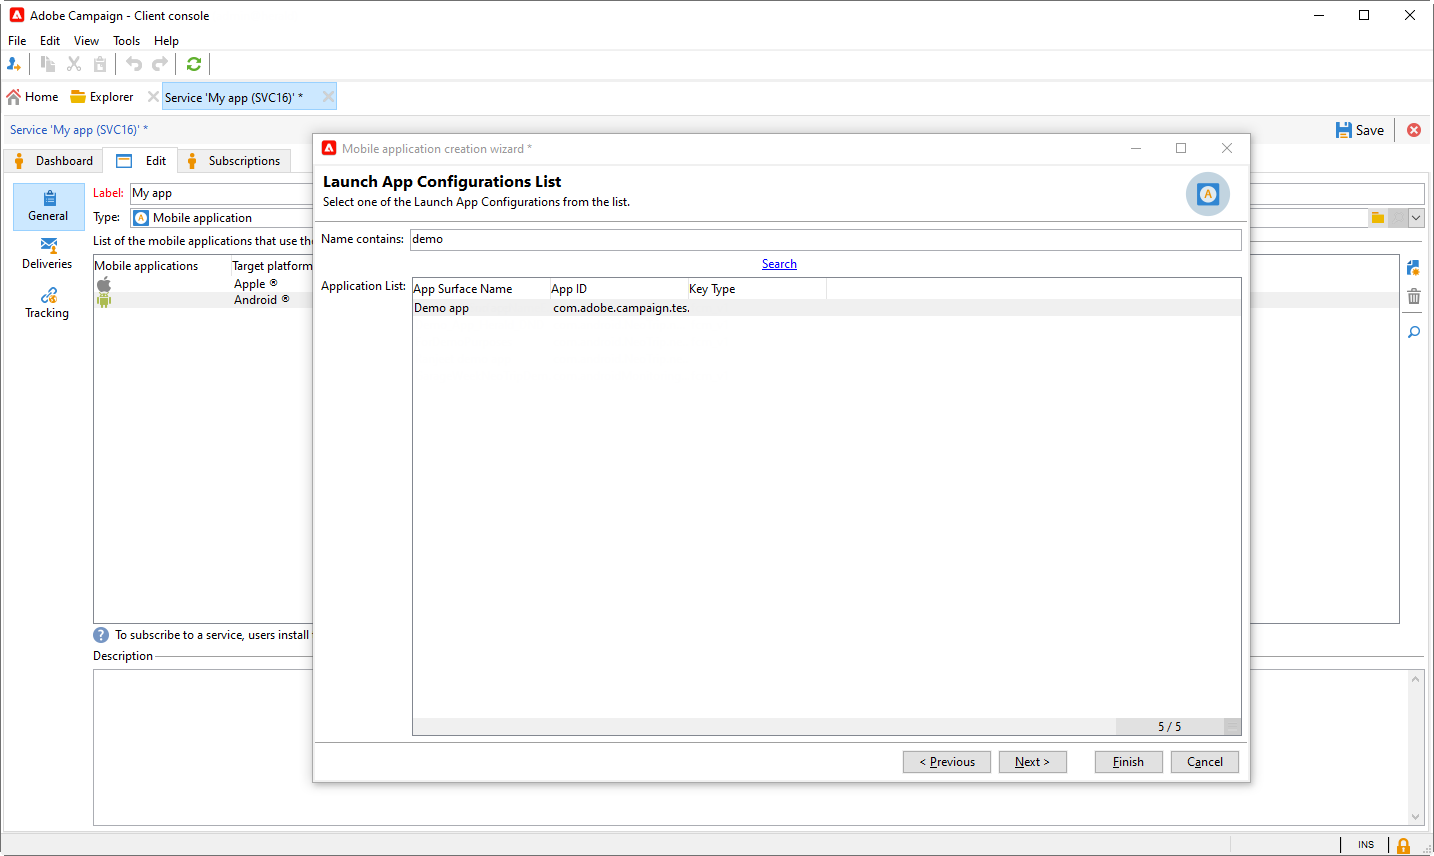 Adobe Campaign - Client console
File Edit View Tools Help
Home Explorer Service 'My app (SVC16)' *
Service 'My app (SVC16)' *
Save
Dashboard Edit Subscriptions
General
Deliveries
Tracking
Label: My app
Type: Mobile application
List of the mobile applications that use the
Mobile applications Target platform
Apple ®
Android ®
To subscribe to a service, users install
Description
Mobile application creation wizard *
Launch App Configurations List
Select one of the Launch App Configurations from the list.
Name contains: demo
Search
Application List: App Surface Name App ID Key Type
Demo app com.adobe.campaign.tes.
5 / 5
< Previous Next > Finish Cancel
INS